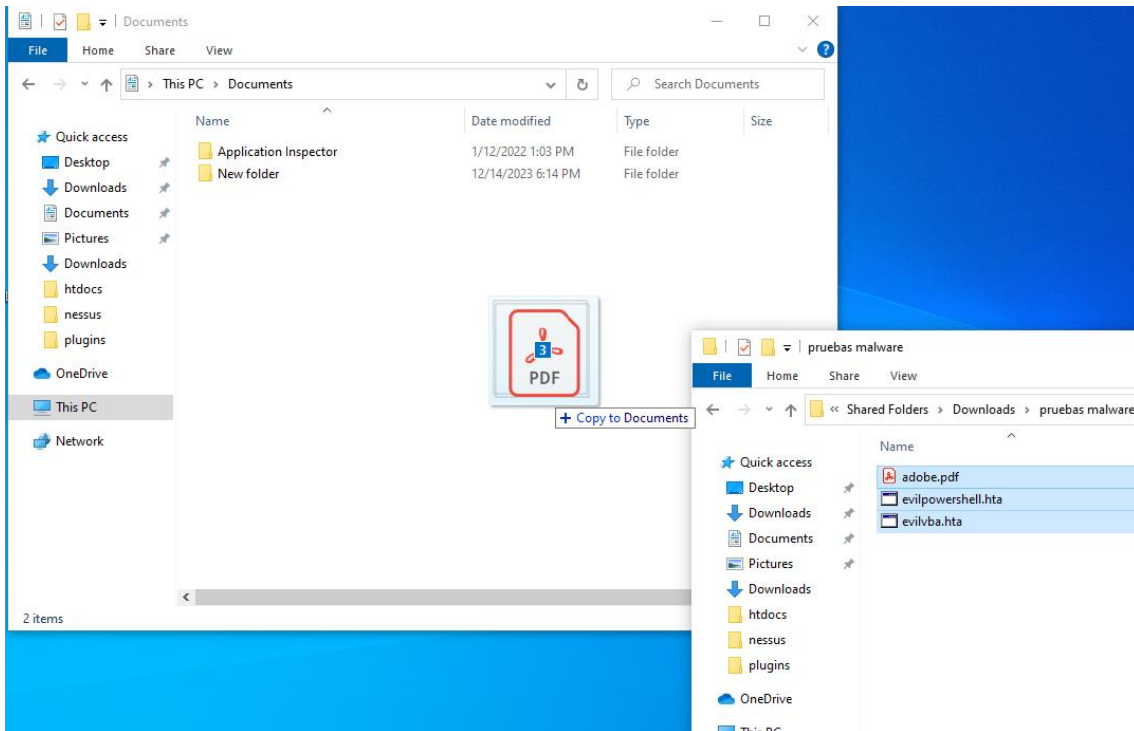 Documents
File Home Share View
This PC > Documents
Search Documents
Name Date modified Type Size
Quick access
Desktop
Downloads
Documents
Pictures
Downloads
htdocs
nessus
plugins
OneDrive
This PC
Network
Application Inspector 1/12/2022 1:03 PM File folder
New folder 12/14/2023 6:14 PM File folder
3
PDF
+ Copy to Documents
2 items
pruebas malware
File Home Share View
« Shared Folders > Downloads > pruebas malware
Name
Quick access
Desktop
Downloads
Documents
Pictures
Downloads
htdocs
nessus
plugins
OneDrive
This PC
adobe.pdf
evilpowershell.hta
evilvba.hta